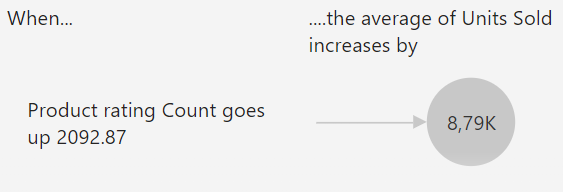 When...
....the average of Units Sold
increases by
Product rating Count goes
up 2092.87
8,79K